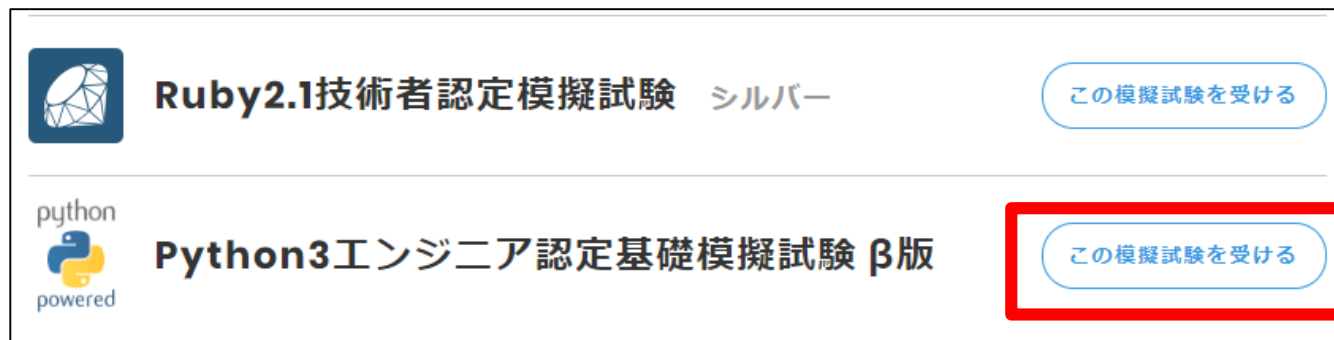 Ruby2.1技術者認定模擬試験 シルバー
この模擬試験を受ける
python
powered
Python3エンジニア認定基礎模擬試験 β版
この模擬試験を受ける